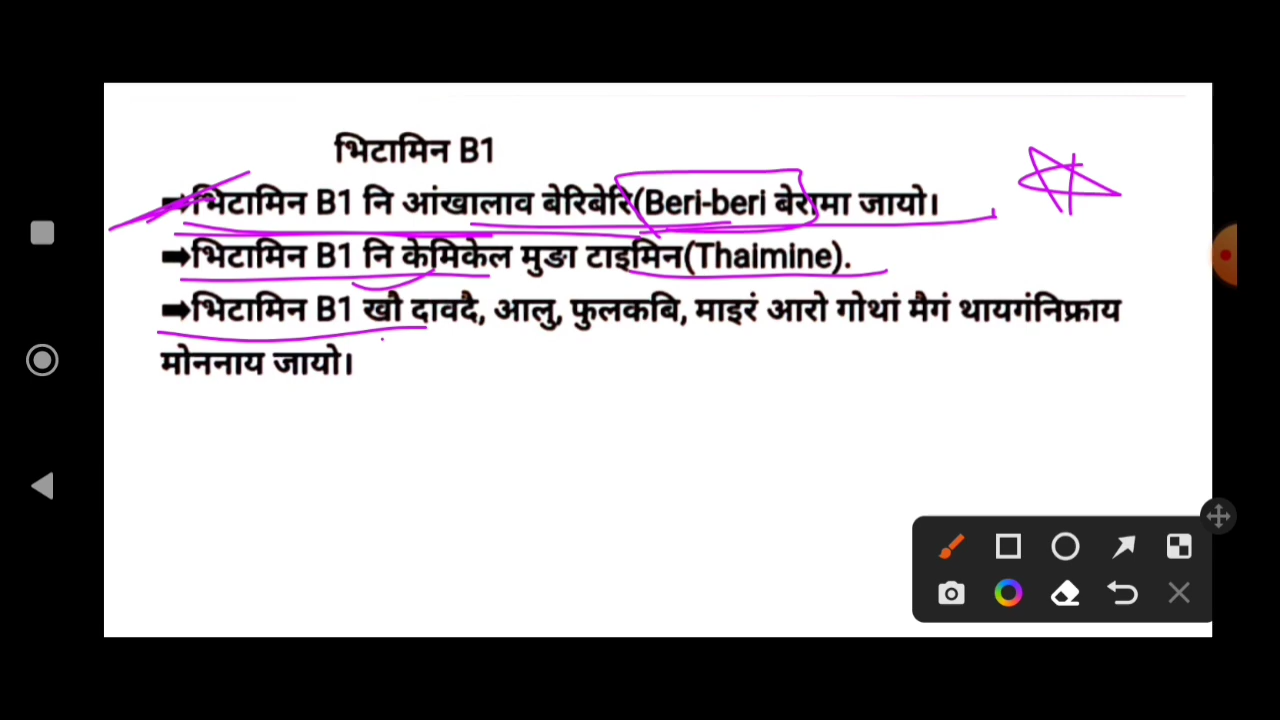 भिटामिन B1
➡भिटामिन B1 नि आंखालाव बेरिबेरि(Beri-beri बेरामा जायो।
➡भिटामिन B1 नि केमिकेल मुङा टाइमिन(Thaimine).
➡भिटामिन B1 खौ दावदै, आलु, फुलकबि, माइरं आरो गोथां मैगं थायगंनिफ्राय
मोननाय जायो।